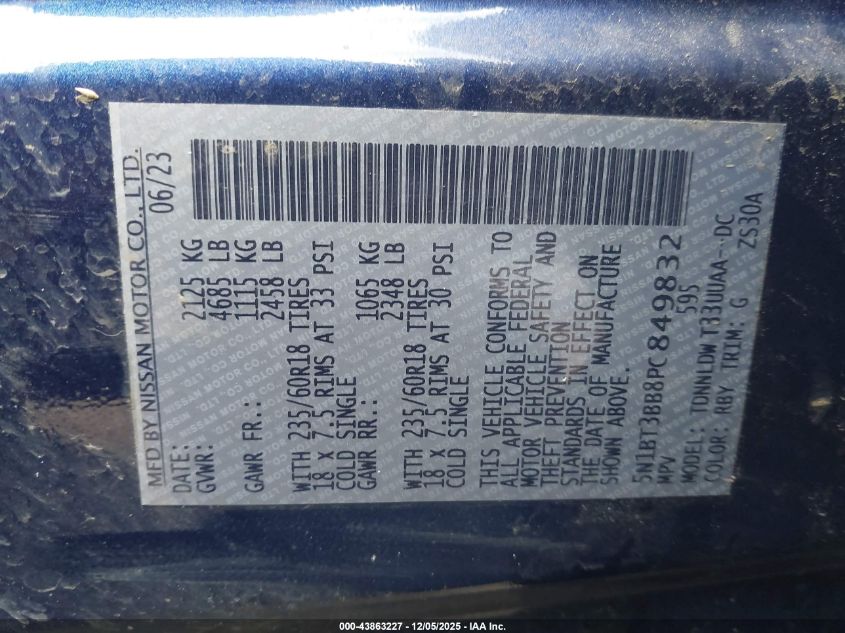 MFD BY NISSAN MOTOR CO., LTD.
DATE: 06/23
GVWR: 2125 KG
4685 LB
GAWR FR.: 1115 KG
2458 LB
WITH 235/60R18 TIRES
18 X 7.5 RIMS AT 33 PSI
COLD SINGLE
GAWR RR.: 1065 KG
2348 LB
WITH 235/60R18 TIRES
18 X 7.5 RIMS AT 30 PSI
COLD SINGLE
THIS VEHICLE CONFORMS TO
ALL APPLICABLE FEDERAL
MOTOR VEHICLE SAFETY AND
THEFT PREVENTION
STANDARDS IN EFFECT ON
THE DATE OF MANUFACTURE
SHOWN ABOVE.
5N1BT3BB8PC849832
MPV 595
MODEL: TDNNLDW T33UUAA--DC
COLOR: RBY TRIM: G ZS30A
000-43863227 - 12/05/2025 - IAA Inc.